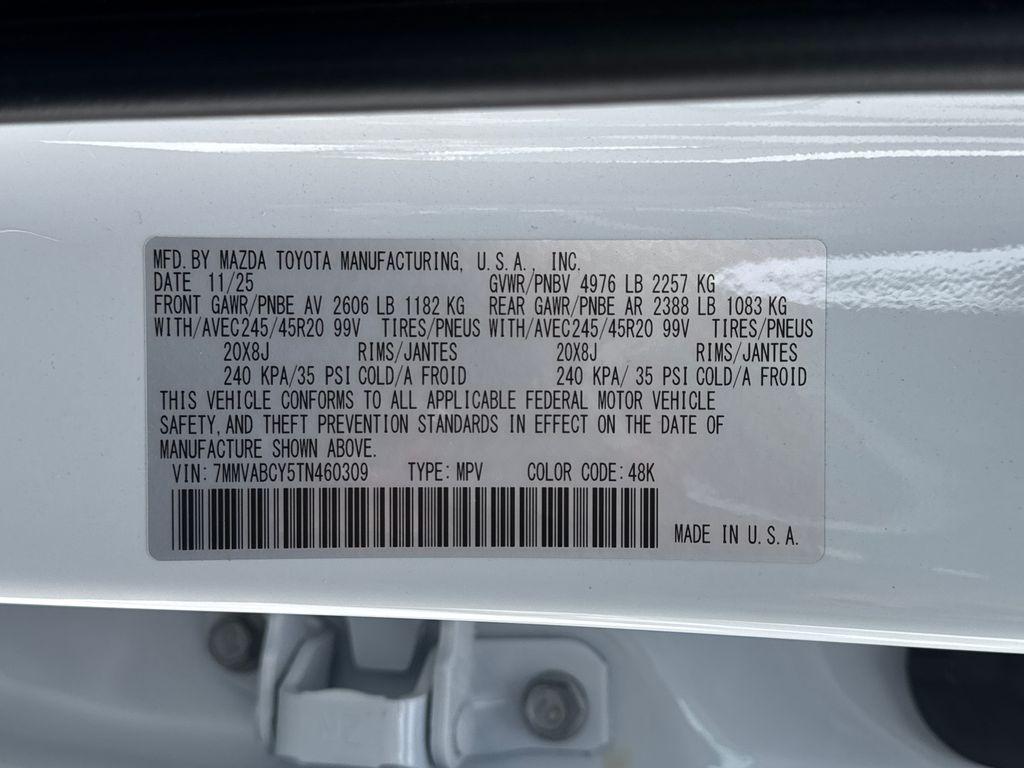 MFD. BY MAZDA TOYOTA MANUFACTURING, U.S.A., INC.
DATE 11/25 GVWR/PNBV 4976 LB 2257 KG
FRONT GAWR/PNBE AV 2606 LB 1182 KG REAR GAWR/PNBE AR 2388 LB 1083 KG
WITH/AVEC245/45R20 99V TIRES/PNEUS WITH/AVEC245/45R20 99V TIRES/PNEUS
20X8J RIMS/JANTES 20X8J RIMS/JANTES
240 KPA/35 PSI COLD/A FROID 240 KPA/ 35 PSI COLD/A FROID
THIS VEHICLE CONFORMS TO ALL APPLICABLE FEDERAL MOTOR VEHICLE
SAFETY, AND THEFT PREVENTION STANDARDS IN EFFECT ON THE DATE OF
MANUFACTURE SHOWN ABOVE.
VIN: 7MMVABCY5TN460309 TYPE: MPV COLOR CODE: 48K
MADE IN U.S.A.